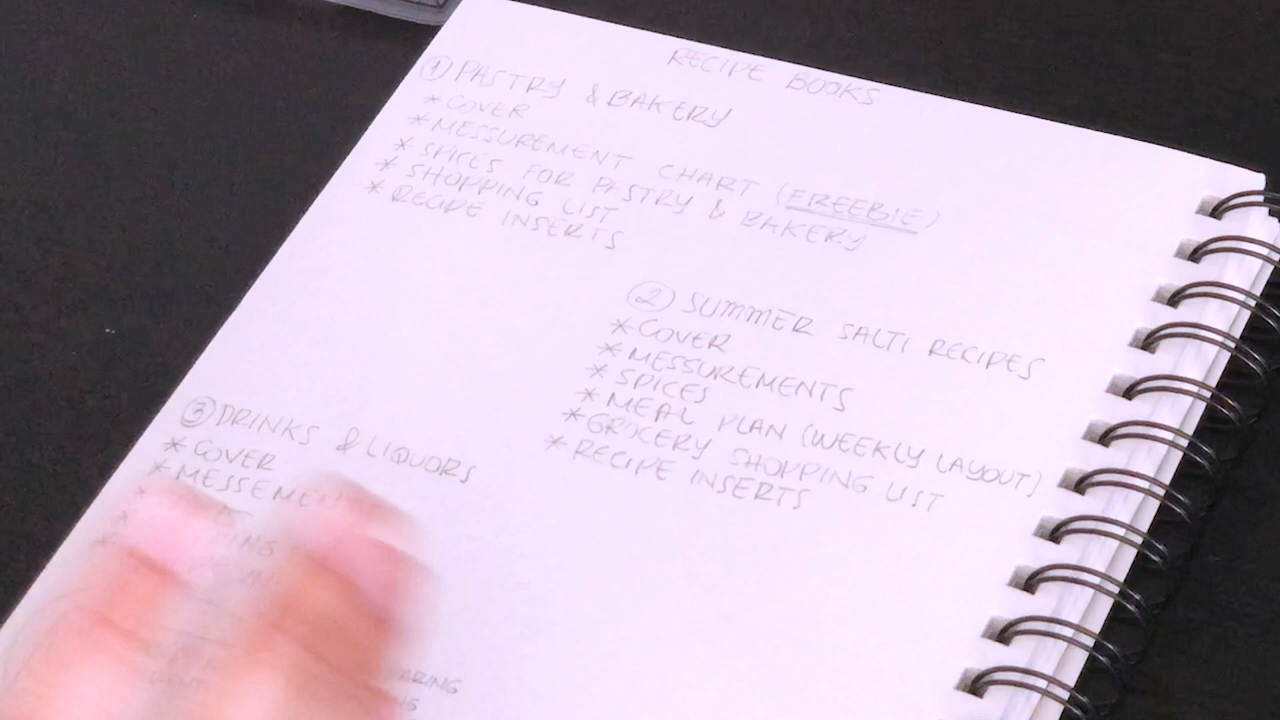 RECIPE BOOKS
① PASTRY & BAKERY
* COVER
* MESSUREMENT CHART (FREEBIE)
* SPICES FOR PASTRY & BAKERY
* SHOPPING LIST
* RECIPE INSERTS
② SUMMER SALTI RECIPES
* COVER
* MESSUREMENTS
* SPICES
* MEAL PLAN (WEEKLY LAYOUT)
* GROCERY SHOPPING LIST
* RECIPE INSERTS
③ DRINKS & LIQUORS
* COVER